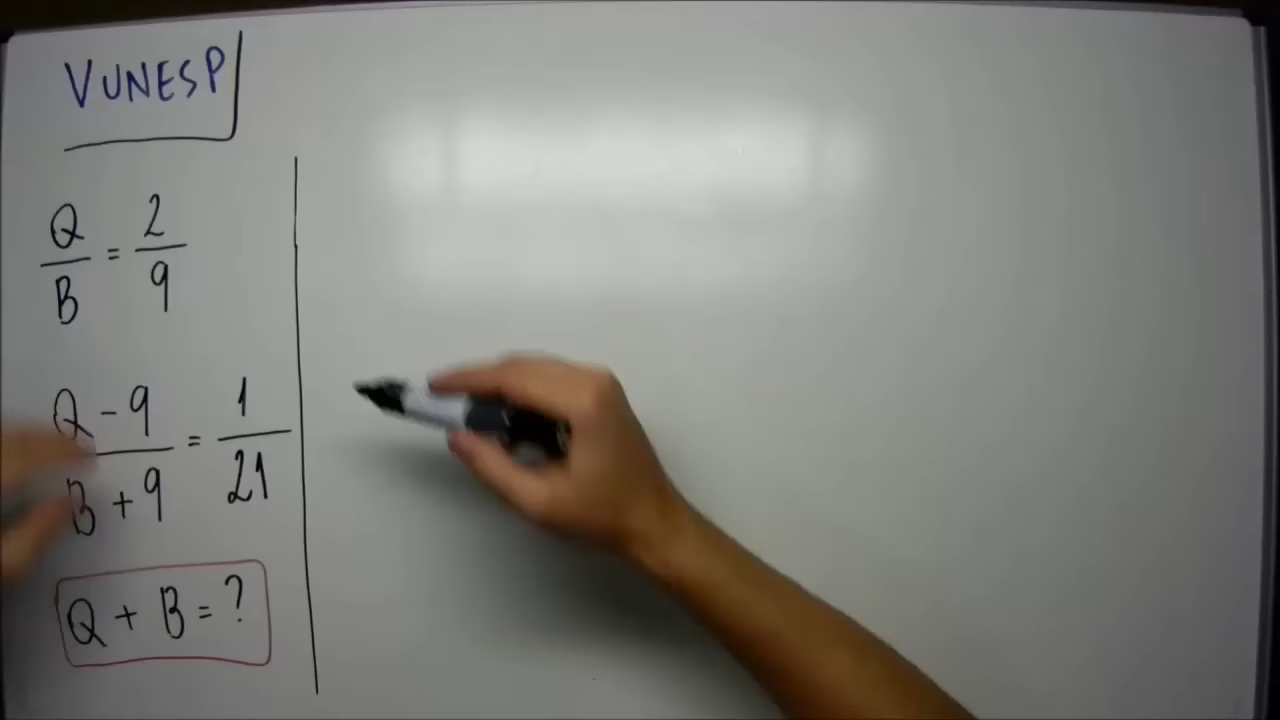 VUNESP
Q/B = 2/9
Q - 9/B + 9 = 1/21
Q + B = ?